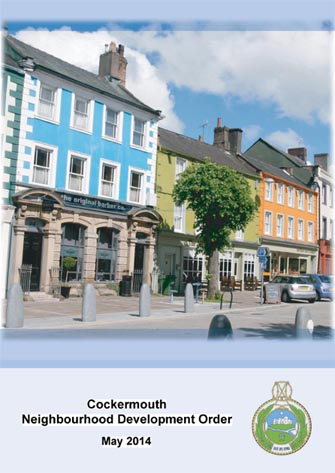 the original barber co.
Cockermouth
Neighbourhood Development Order
May 2014